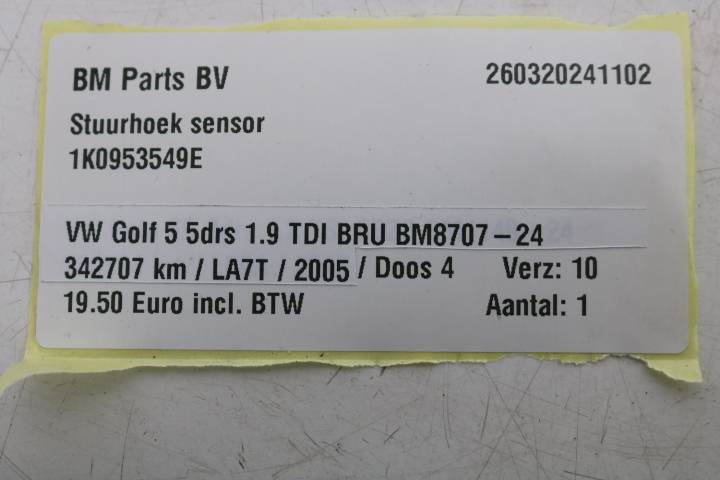 BM Parts BV 260320241102
Stuurhoek sensor
1K0953549E
VW Golf 5 5drs 1.9 TDI BRU BM8707-24
342707 km / LA7T / 2005 / Doos 4 Verz: 10
19.50 Euro incl. BTW Aantal: 1